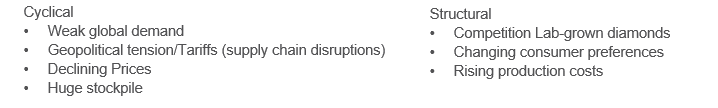 Cyclical
• Weak global demand
• Geopolitical tension/Tariffs (supply chain disruptions)
• Declining Prices
• Huge stockpile
Structural
• Competition Lab-grown diamonds
• Changing consumer preferences
• Rising production costs